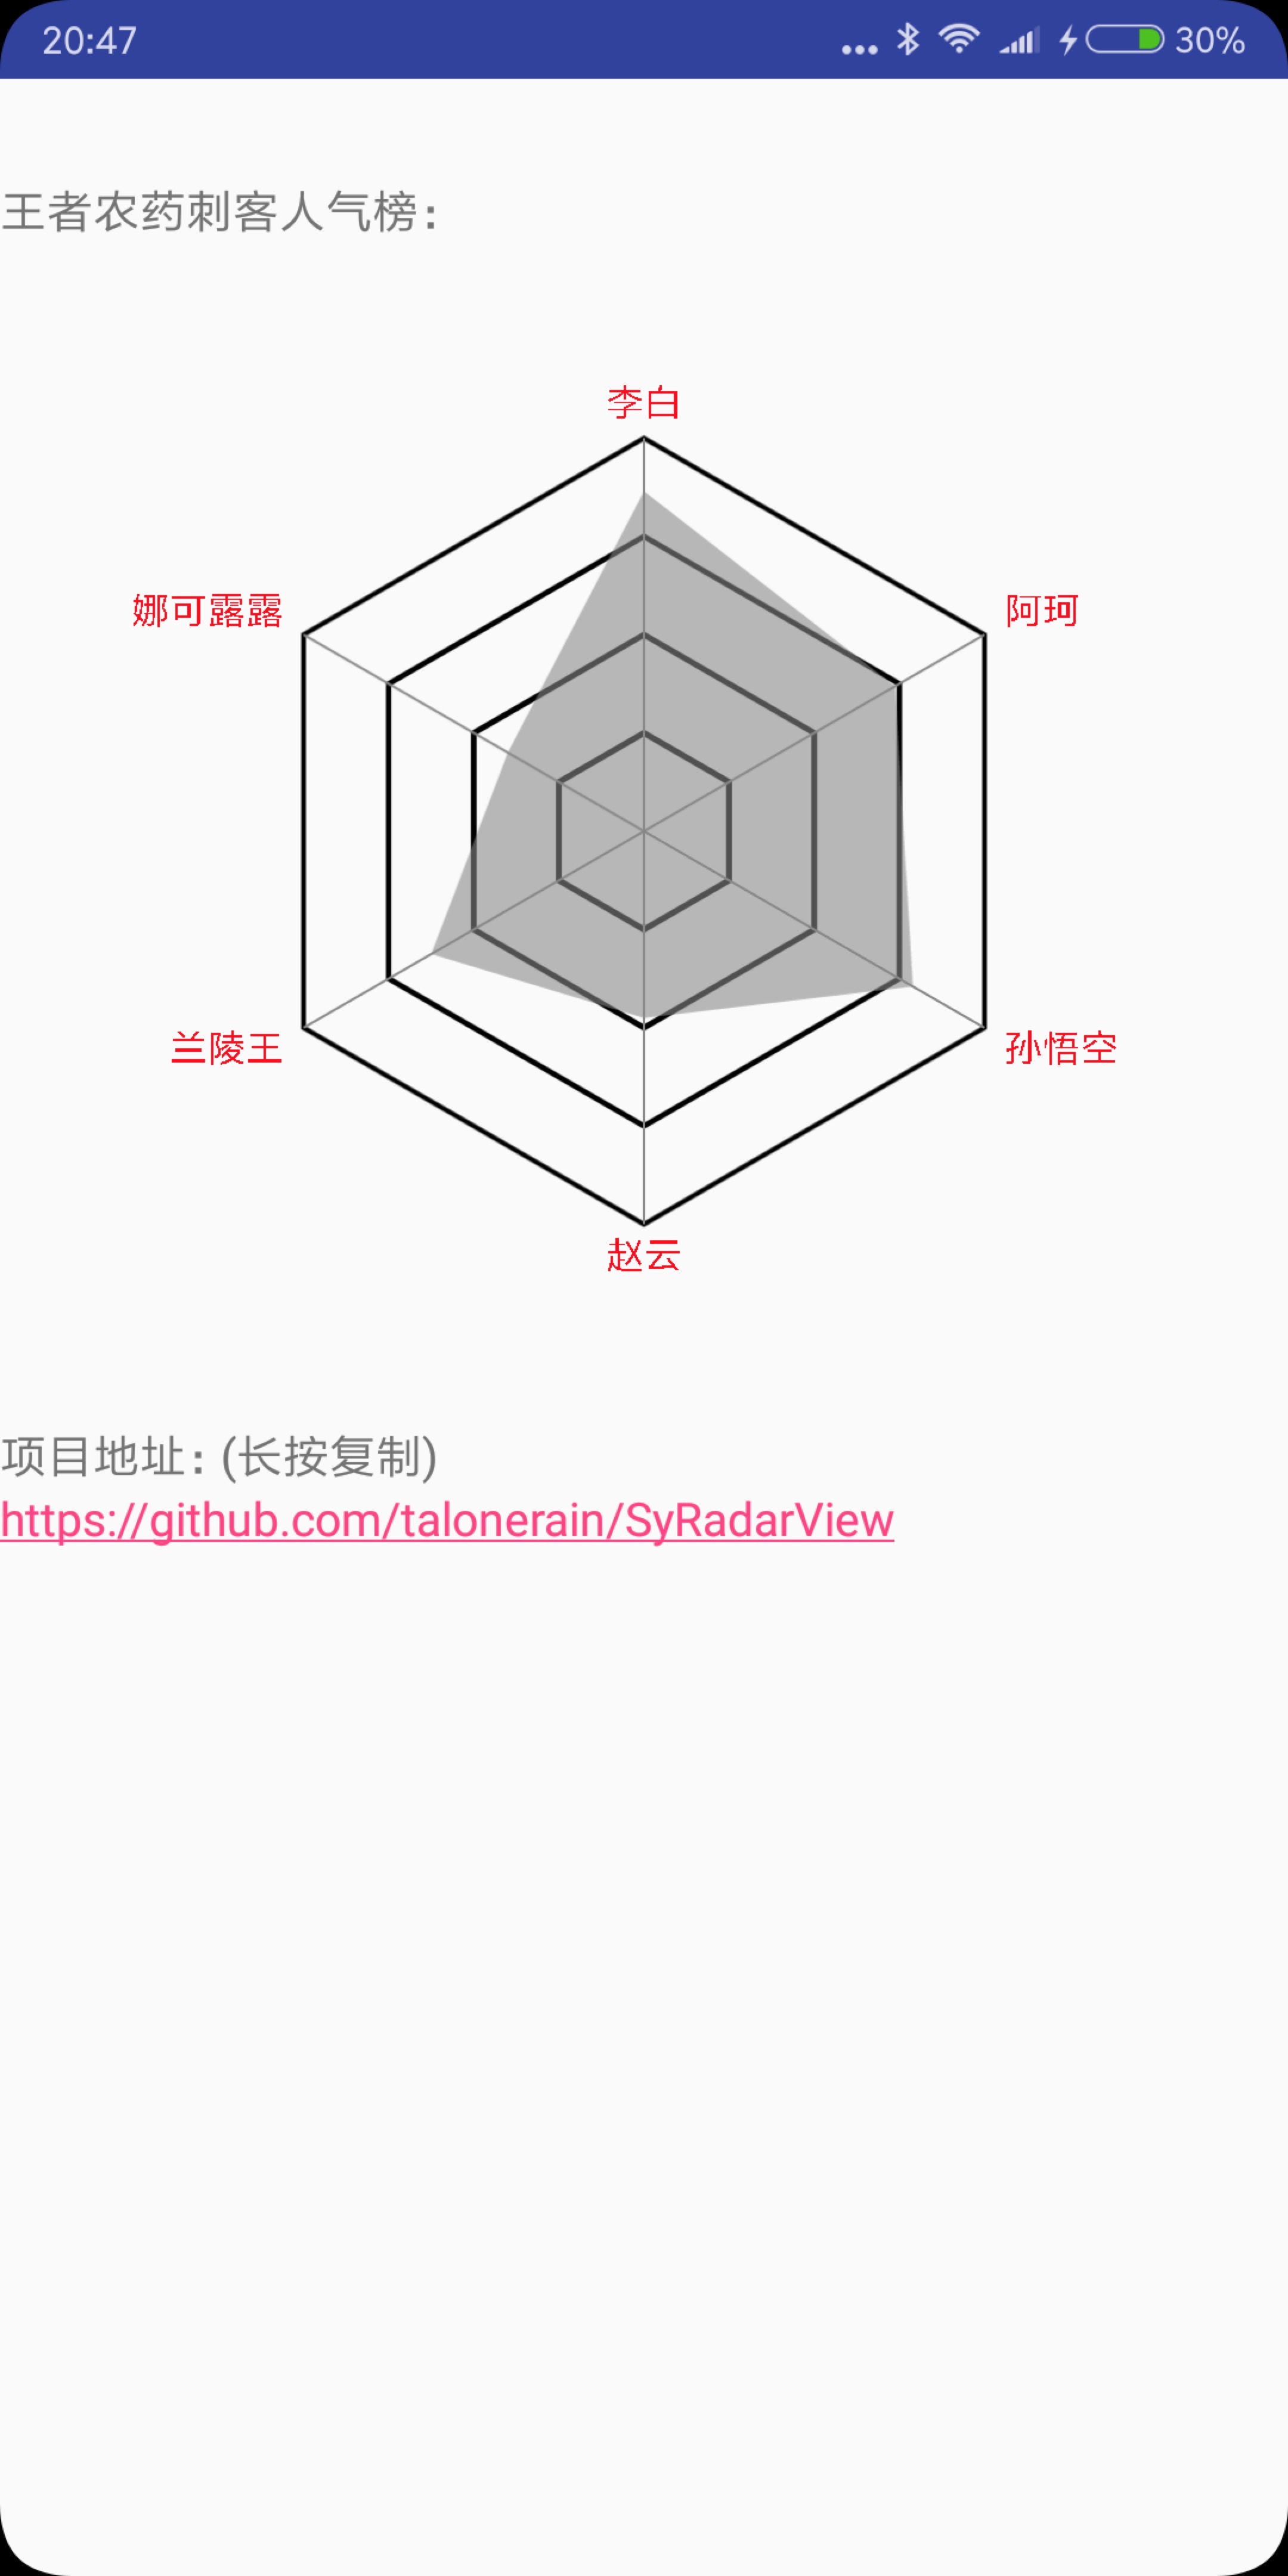 20:47 30%
王者农药刺客人气榜：
李白
娜可露露 阿珂
兰陵王 孙悟空
赵云
项目地址：(长按复制)
https://github.com/talonerain/SyRadarView